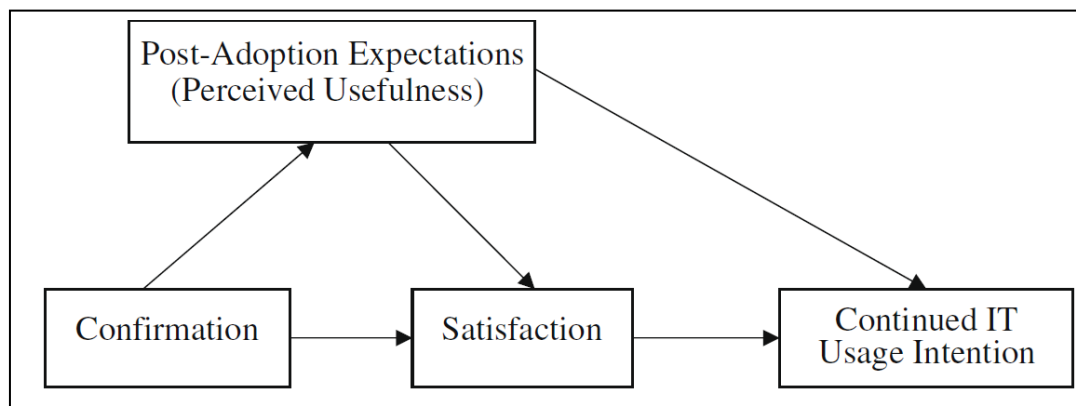 Post-Adoption Expectations
(Perceived Usefulness)
Confirmation
Satisfaction
Continued IT
Usage Intention